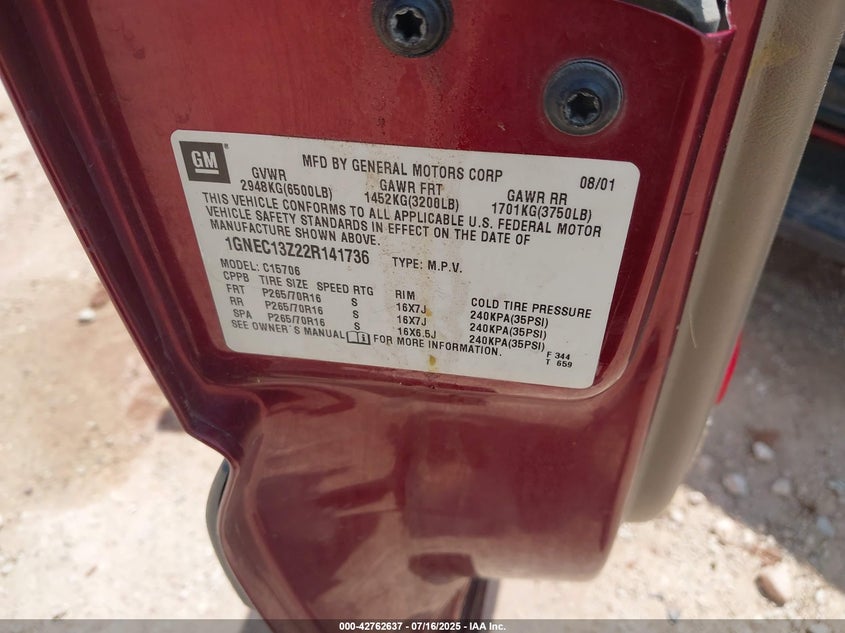 GM
MFD BY GENERAL MOTORS CORP 08/01
GVWR GAWR FRT GAWR RR
2948KG(6500LB) 1452KG(3200LB) 1701KG(3750LB)
THIS VEHICLE CONFORMS TO ALL APPLICABLE U.S. FEDERAL MOTOR
VEHICLE SAFETY STANDARDS IN EFFECT ON THE DATE OF
MANUFACTURE SHOWN ABOVE.
1GNEC13Z22R141736 TYPE: M.P.V.
MODEL: C15706
CPPB TIRE SIZE SPEED RTG RIM COLD TIRE PRESSURE
FRT P265/70R16 S 16X7J 240KPA(35PSI)
RR P265/70R16 S 16X7J 240KPA(35PSI)
SPA P265/70R16 S 16X6.5J 240KPA(35PSI)
SEE OWNER'S MANUAL FOR MORE INFORMATION.
F 344
T 659
000-42762637 - 07/16/2025 - IAA Inc.